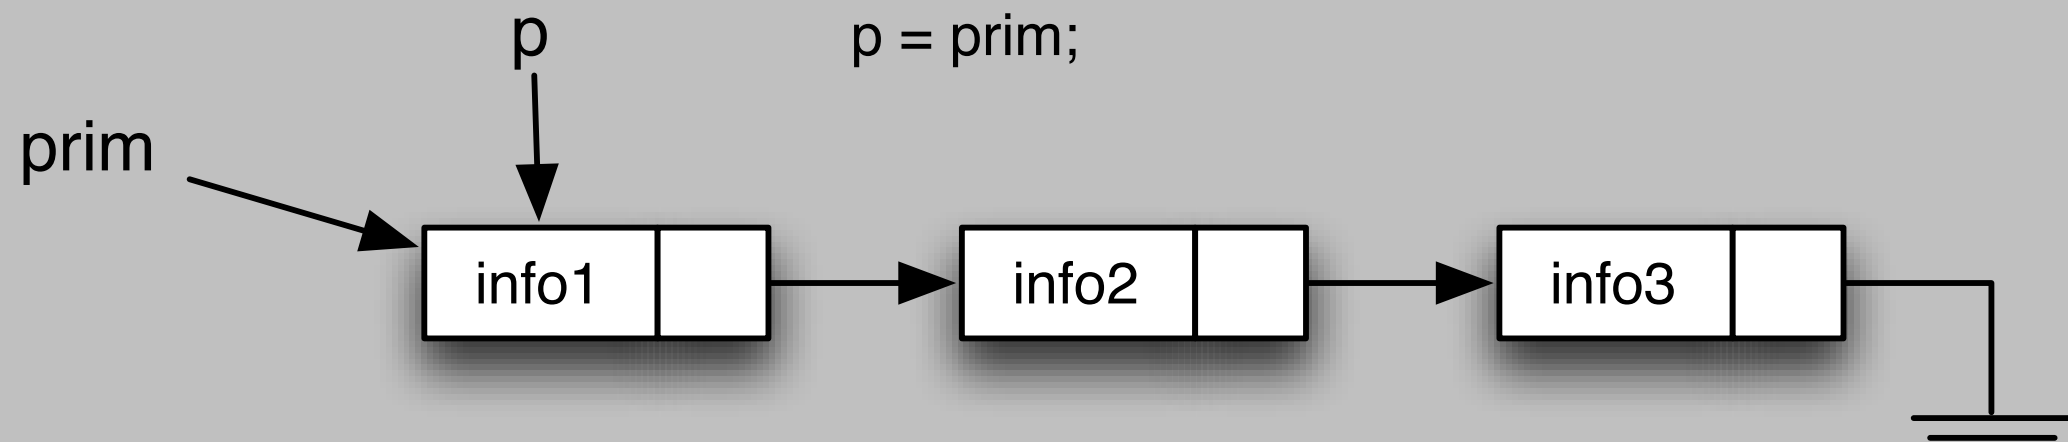 p
p = prim;
prim
info1
info2
info3